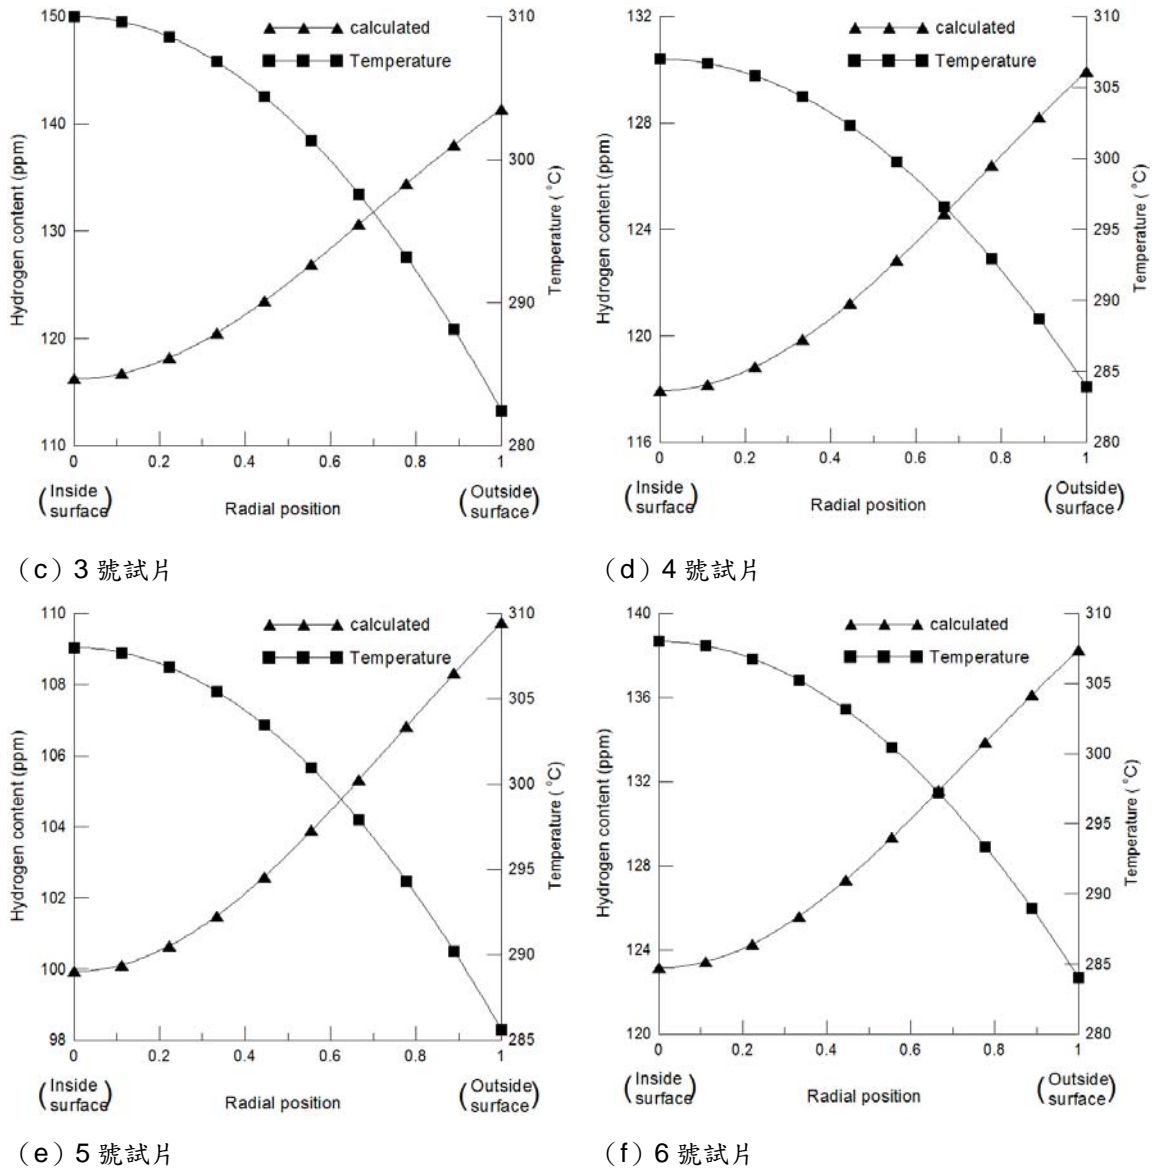 150
140
130
120
110
310
300
290
280
0
0.2
0.4
0.6
0.8
1
Hydrogen content (ppm)
Temperature ( °C)
calculated
Temperature
(Inside surface)
Radial position
(Outside surface)
(c)3 號試片
132
128
124
120
116
310
305
300
295
290
285
280
0
0.2
0.4
0.6
0.8
1
Hydrogen content (ppm)
Temperature ( °C)
calculated
Temperature
(Inside surface)
Radial position
(Outside surface)
(d)4 號試片
110
108
106
104
102
100
98
310
305
300
295
290
285
0
0.2
0.4
0.6
0.8
1
Hydrogen content (ppm)
Temperature ( °C)
calculated
Temperature
(Inside surface)
Radial position
(Outside surface)
(e)5 號試片
140
136
132
128
123
120
310
305
300
295
290
285
280
0
0.2
0.4
0.6
0.8
1
Hydrogen content (ppm)
Temperature ( °C)
calculated
Temperature
(Inside surface)
Radial position
(Outside surface)
(f)6 號試片